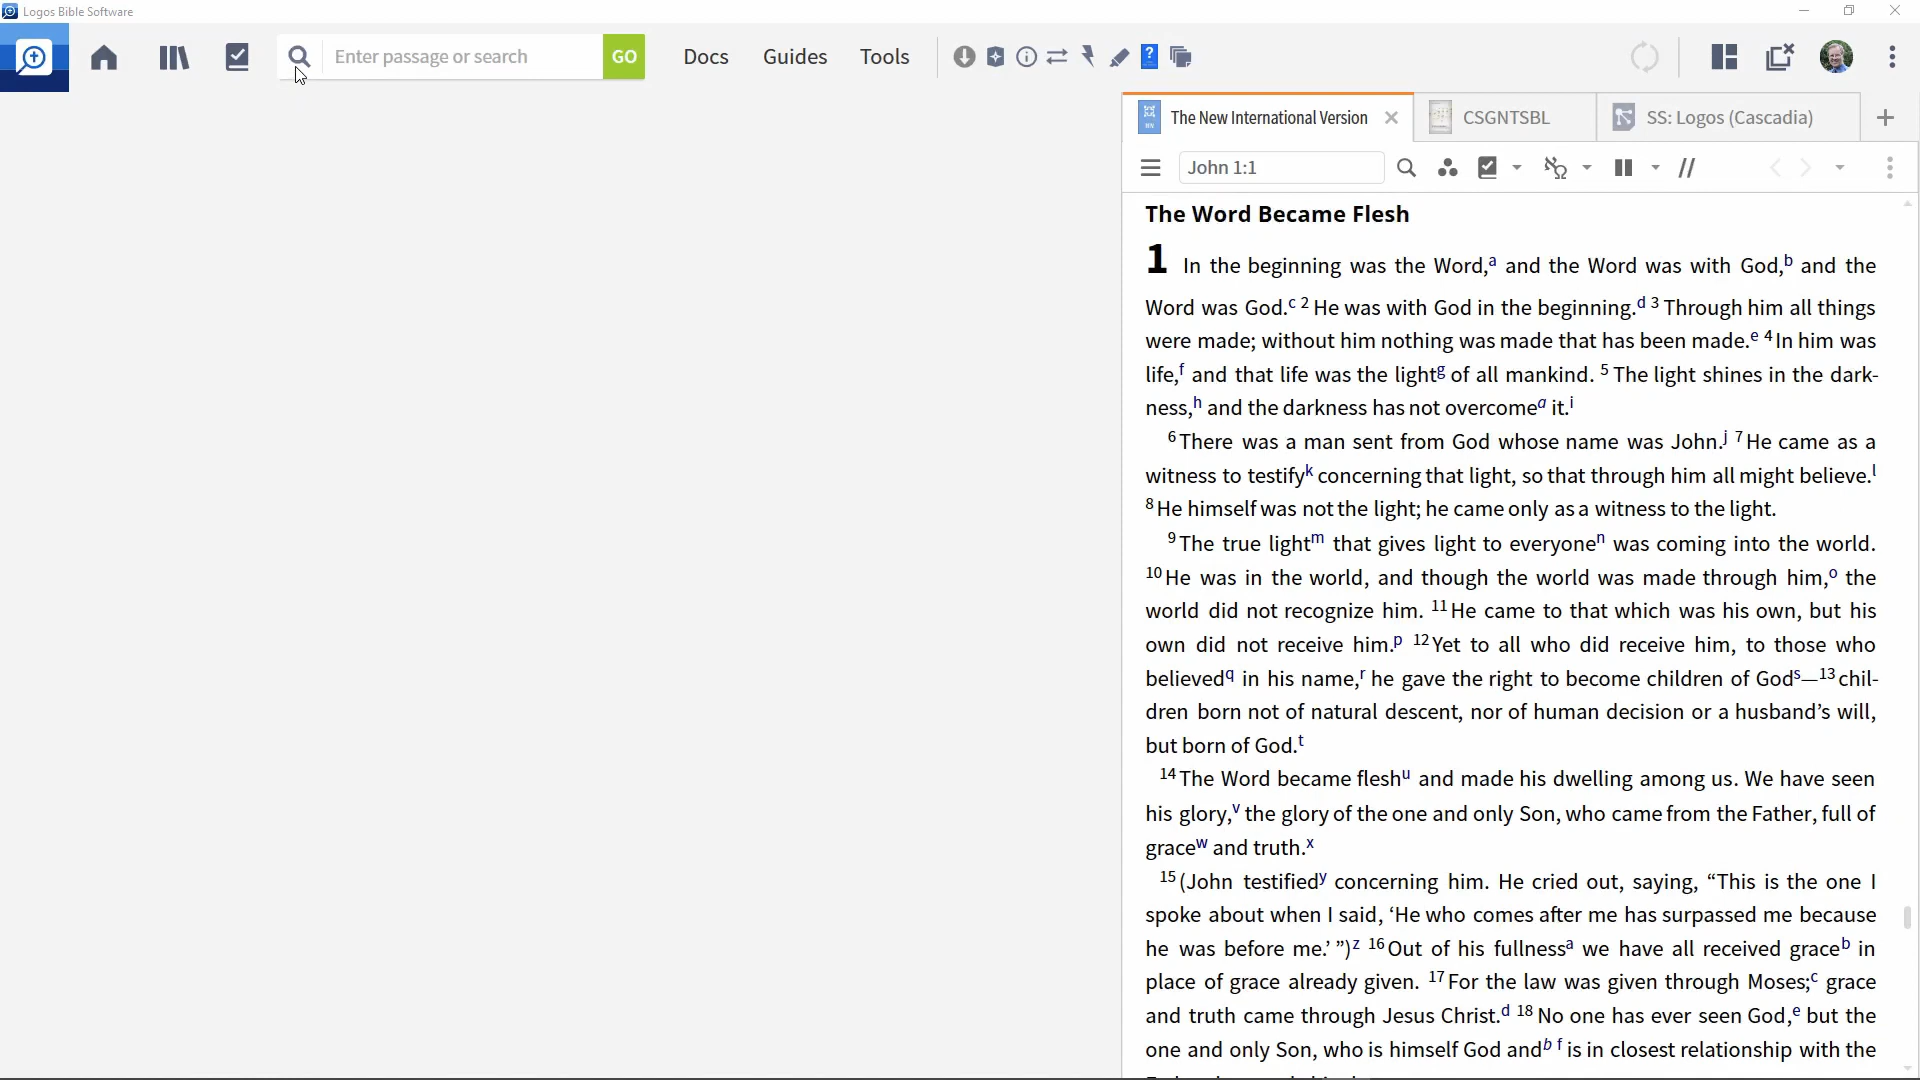 Logos Bible Software
Enter passage or search
GO
Docs
Guides
Tools
The New International Version
CSGNTSBL
SS: Logos (Cascadia)
John 1:1
The Word Became Flesh
1 In the beginning was the Word,a and the Word was with God,b and the
Word was God.c 2 He was with God in the beginning.d 3 Through him all things
were made; without him nothing was made that has been made.e 4 In him was
life,f and that life was the lightg of all mankind. 5 The light shines in the dark-
ness,h and the darkness has not overcomea it.i
6 There was a man sent from God whose name was John.j 7 He came as a
witness to testifyk concerning that light, so that through him all might believe.l
8 He himself was not the light; he came only as a witness to the light.
9 The true lightm that gives light to everyonen was coming into the world.
10 He was in the world, and though the world was made through him,o the
world did not recognize him. 11 He came to that which was his own, but his
own did not receive him.p 12 Yet to all who did receive him, to those who
believedq in his name,r he gave the right to become children of Gods—13 chil-
dren born not of natural descent, nor of human decision or a husband’s will,
but born of God.t
14 The Word became fleshu and made his dwelling among us. We have seen
his glory,v the glory of the one and only Son, who came from the Father, full of
gracew and truth.x
15 (John testifiedy concerning him. He cried out, saying, “This is the one I
spoke about when I said, ‘He who comes after me has surpassed me because
he was before me.’ ”)z 16 Out of his fullnessa we have all received graceb in
place of grace already given. 17 For the law was given through Moses;c grace
and truth came through Jesus Christ.d 18 No one has ever seen God,e but the
one and only Son, who is himself God andb f is in closest relationship with the